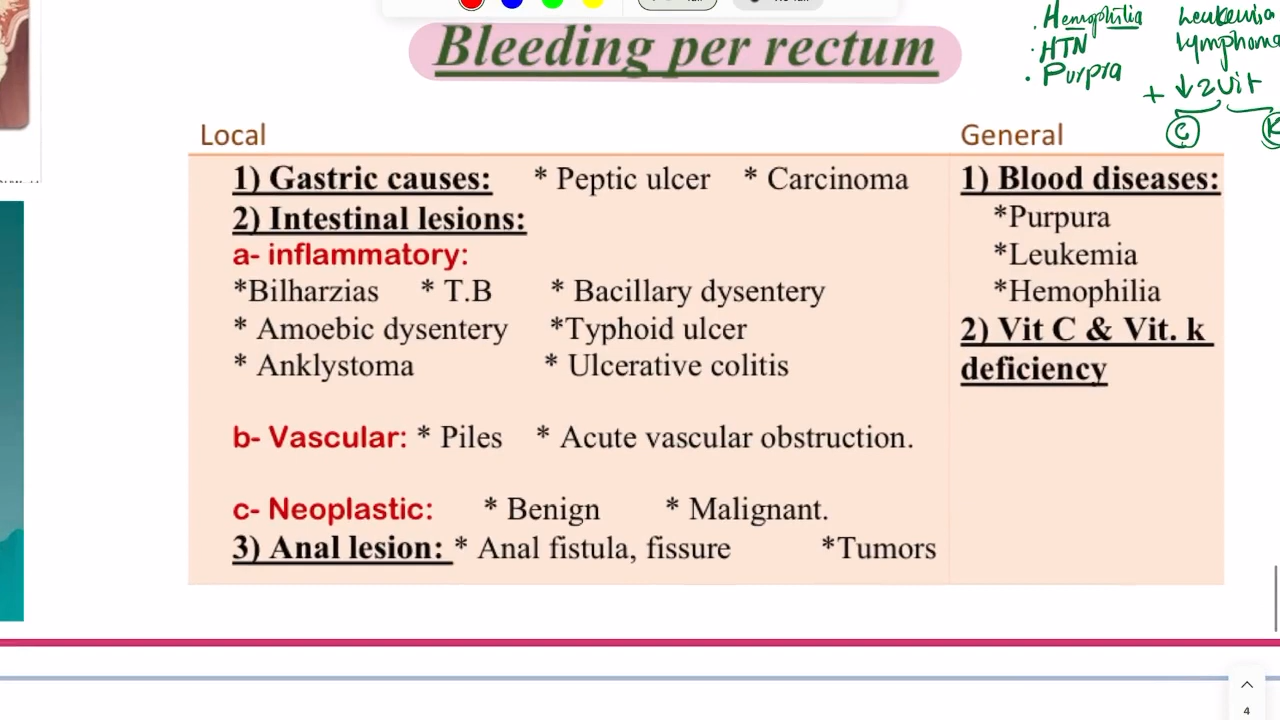 Bleeding per rectum
. Hemophilia
. HTN
. Purpra
Leukemia
lymphoma
+ ↓ 2 vit
C K
Local General
1) Gastric causes: * Peptic ulcer * Carcinoma
2) Intestinal lesions:
a- inflammatory:
*Bilharzias * T.B * Bacillary dysentery
* Amoebic dysentery *Typhoid ulcer
* Anklystoma * Ulcerative colitis
b- Vascular: * Piles * Acute vascular obstruction.
c- Neoplastic: * Benign * Malignant.
3) Anal lesion: * Anal fistula, fissure *Tumors
1) Blood diseases:
*Purpura
*Leukemia
*Hemophilia
2) Vit C & Vit. k
deficiency
4